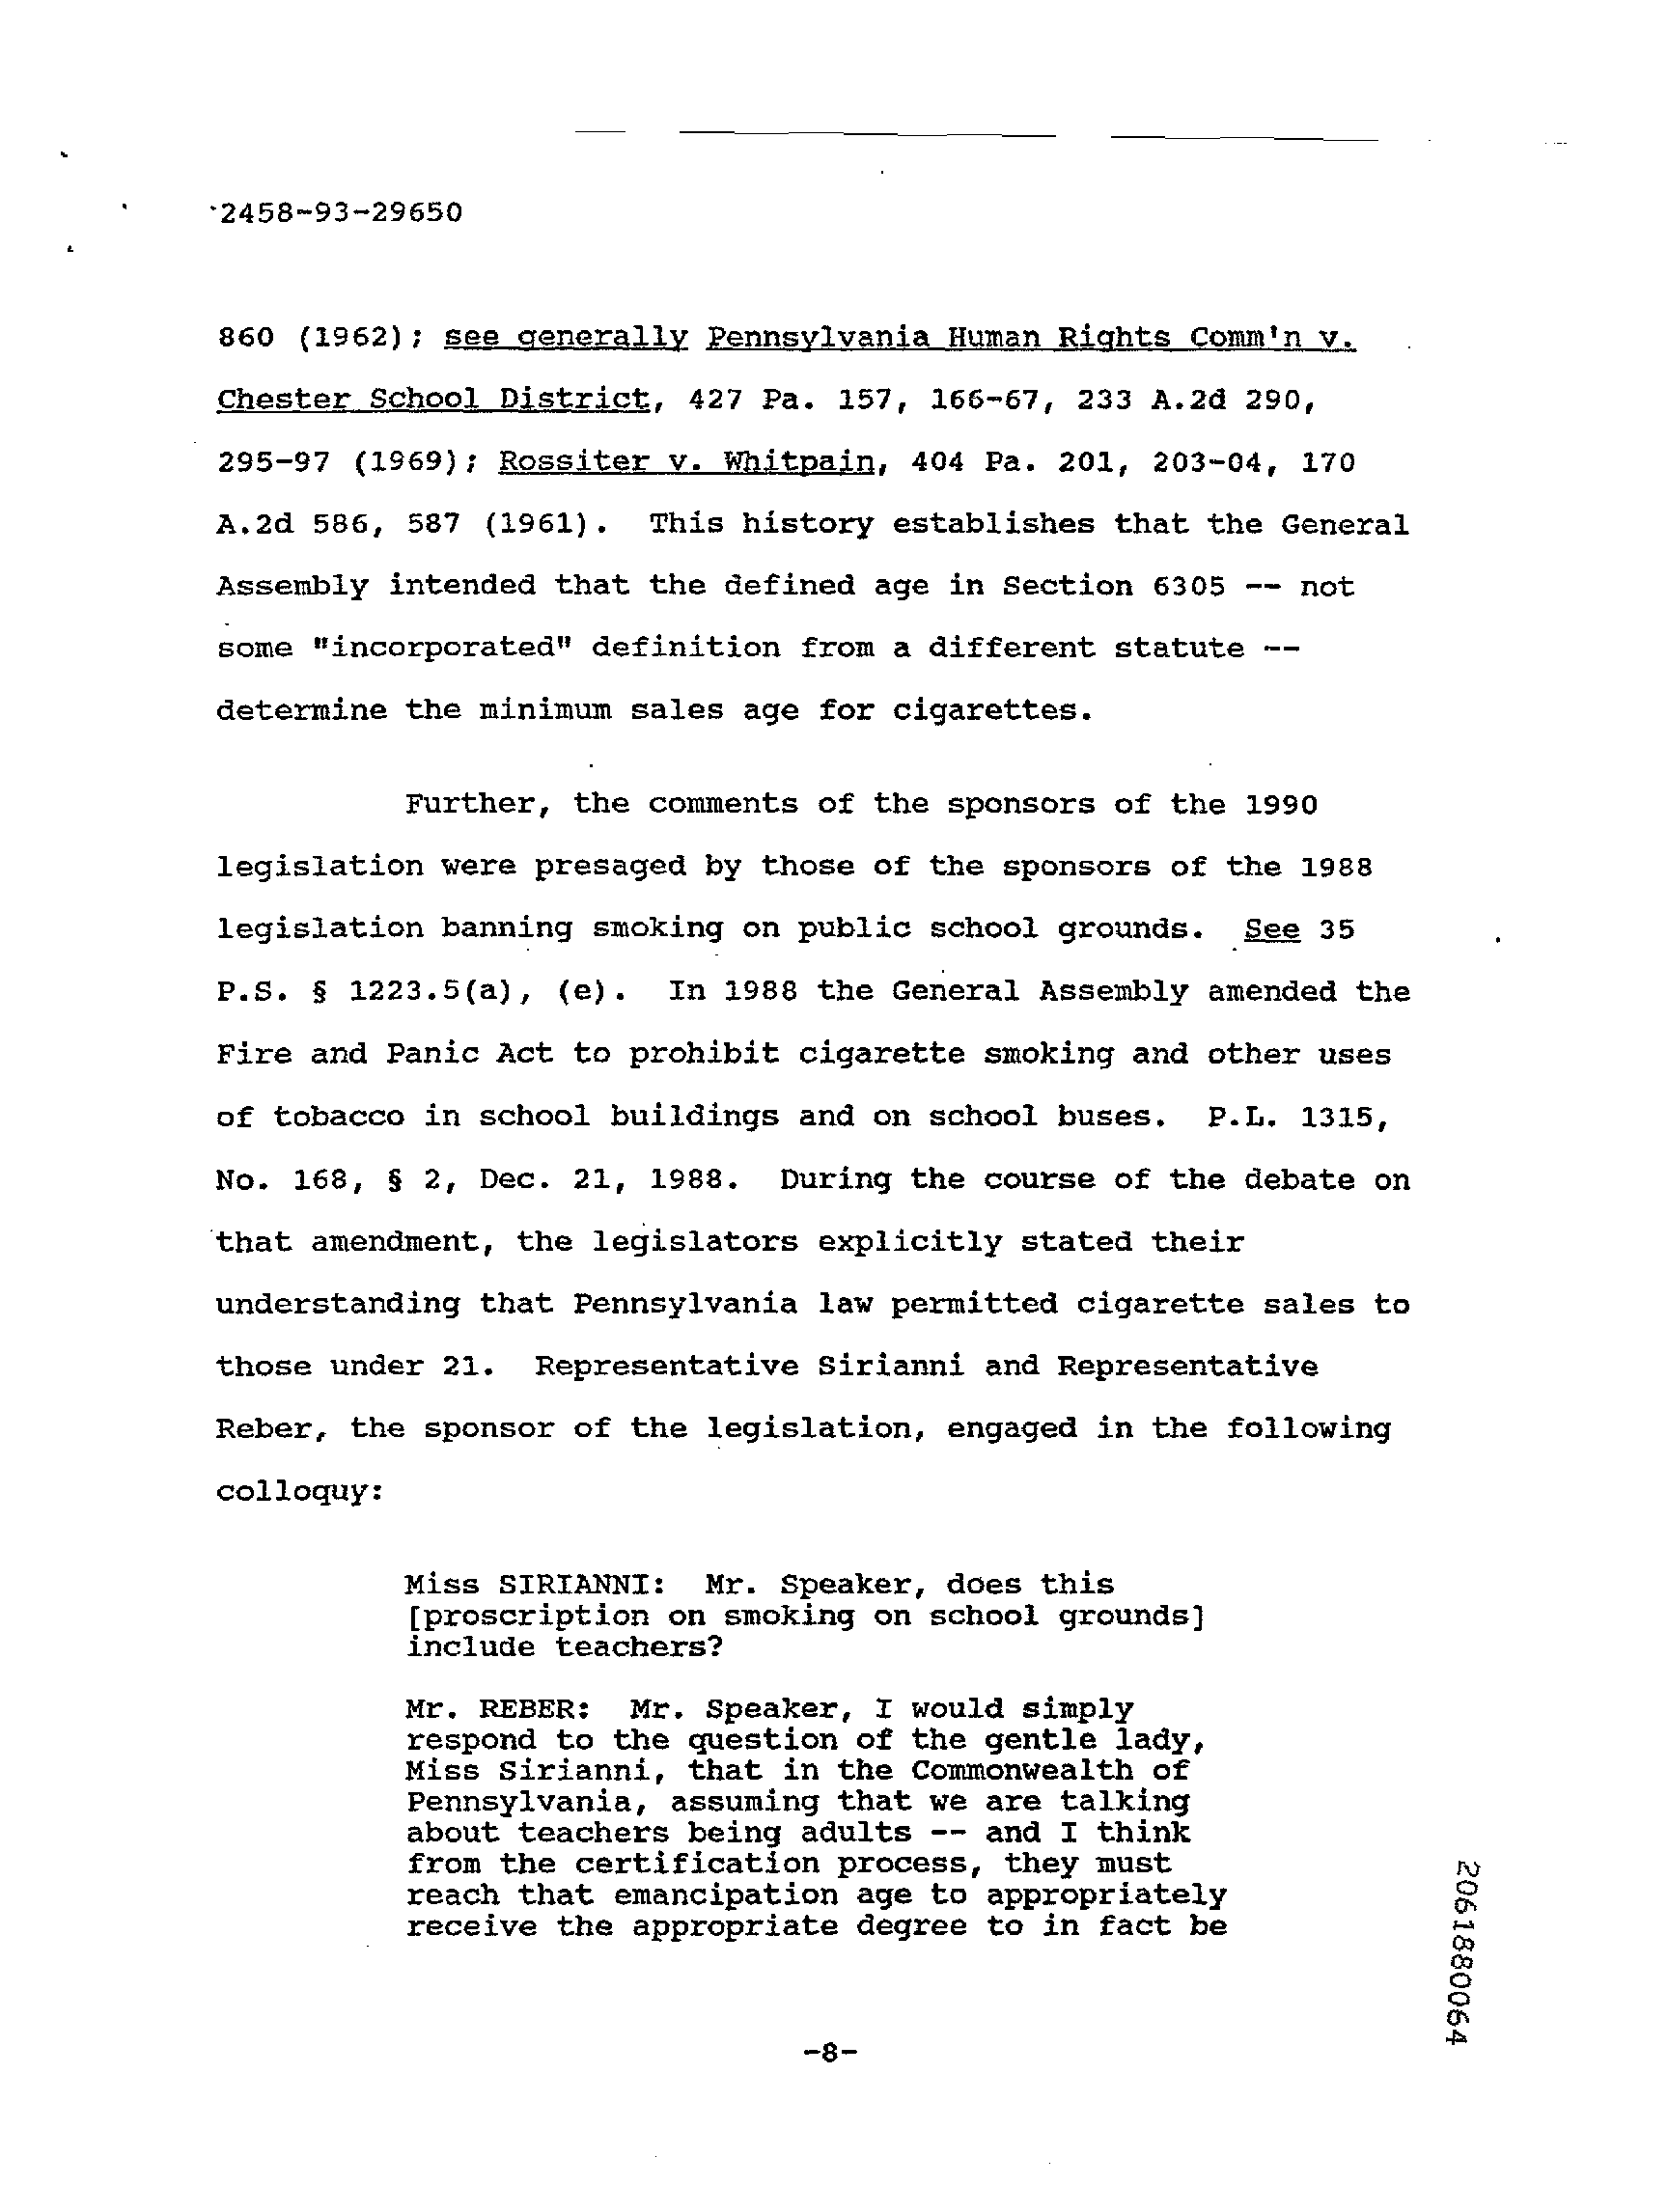 2458-93-29650
860 (1962); see generally Pennsylvania Human Rights Comm'n v.
Chester School District, 427 Pa. 157, 166-67, 233 A.2d 290,
295-97 (1969); Rossiter v. Whitpain, 404 Pa. 201, 203-04, 170
A.2d 586, 587 (1961). This history establishes that the General
Assembly intended that the defined age in Section 6305 -- not
some "incorporated" definition from a different statute --
determine the minimum sales age for cigarettes.
Further, the comments of the sponsors of the 1990
legislation were presaged by those of the sponsors of the 1988
legislation banning smoking on public school grounds. See 35
P.S. § 1223.5(a), (e). In 1988 the General Assembly amended the
Fire and Panic Act to prohibit cigarette smoking and other uses
of tobacco in school buildings and on school buses. P.L. 1315,
No. 168, § 2, Dec. 21, 1988. During the course of the debate on
that amendment, the legislators explicitly stated their
understanding that Pennsylvania law permitted cigarette sales to
those under 21. Representative Sirianni and Representative
Reber, the sponsor of the legislation, engaged in the following
colloquy:
Miss SIRIANNI: Mr. Speaker, does this
[proscription on smoking on school grounds]
include teachers?
Mr. REBER: Mr. Speaker, I would simply
respond to the question of the gentle lady,
Miss Sirianni, that in the Commonwealth of
Pennsylvania, assuming that we are talking
about teachers being adults -- and I think
from the certification process, they must
reach that emancipation age to appropriately
receive the appropriate degree to in fact be
-8-
2061880064